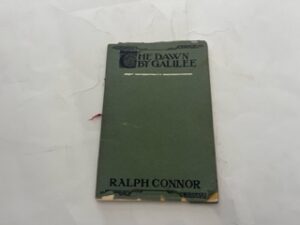 THE DAWN
BY GALILEE
RALPH CONNOR